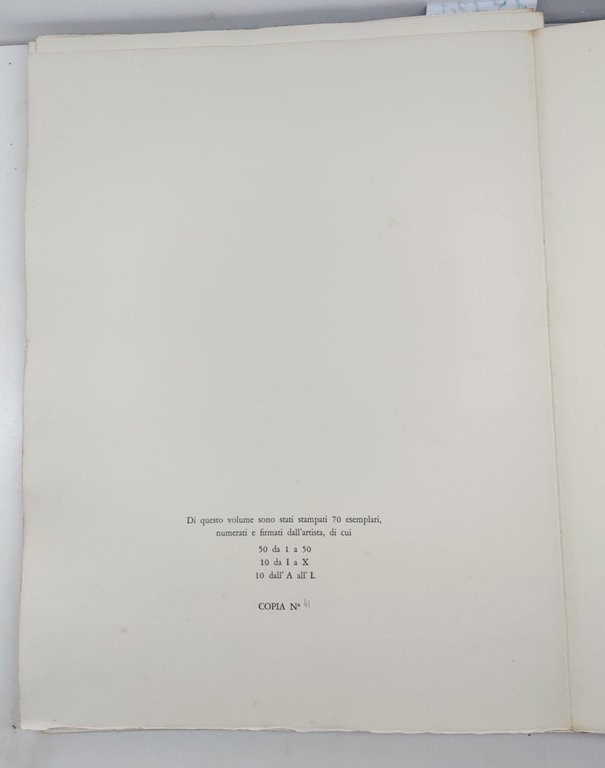 Di questo volume sono stati stampati 70 esemplari,
numerati e firmati dall'artista, di cui
50 da 1 a 50
10 da I a X
10 dall' A all' L
COPIA N° 41